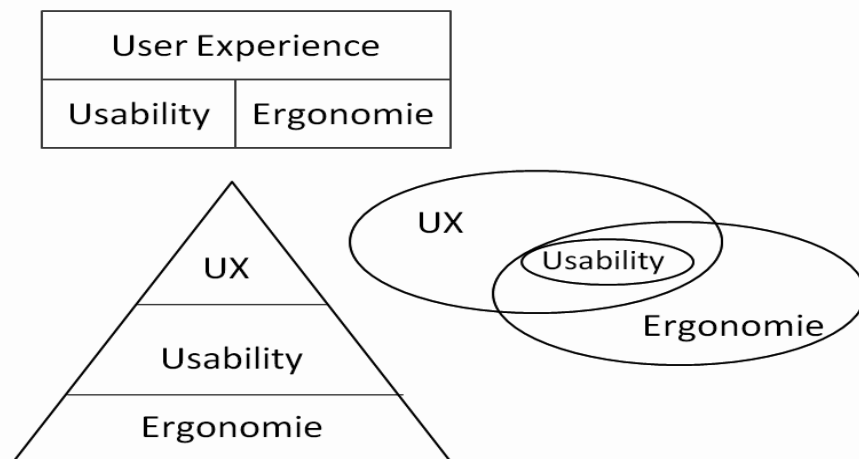 User Experience
Usability Ergonomie
UX
Usability
Ergonomie
UX
Usability
Ergonomie